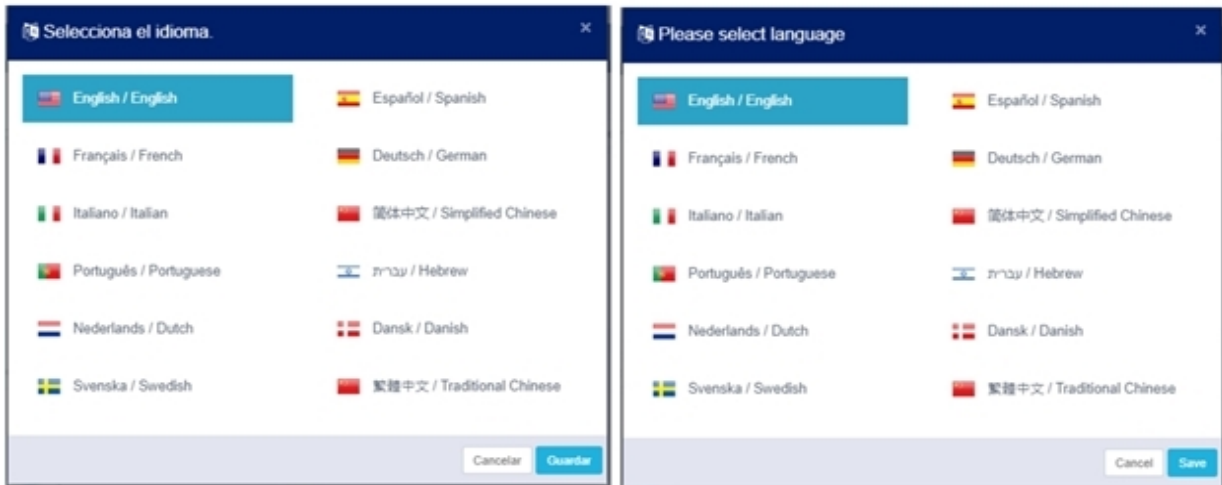 Selecciona el idioma.
×
English / English
Español / Spanish
Français / French
Deutsch / German
Italiano / Italian
简体中文 / Simplified Chinese
Português / Portuguese
עברית / Hebrew
Nederlands / Dutch
Dansk / Danish
Svenska / Swedish
繁體中文 / Traditional Chinese
Cancelar
Guardar
Please select language
×
English / English
Español / Spanish
Français / French
Deutsch / German
Italiano / Italian
简体中文 / Simplified Chinese
Português / Portuguese
עברית / Hebrew
Nederlands / Dutch
Dansk / Danish
Svenska / Swedish
繁體中文 / Traditional Chinese
Cancel
Save